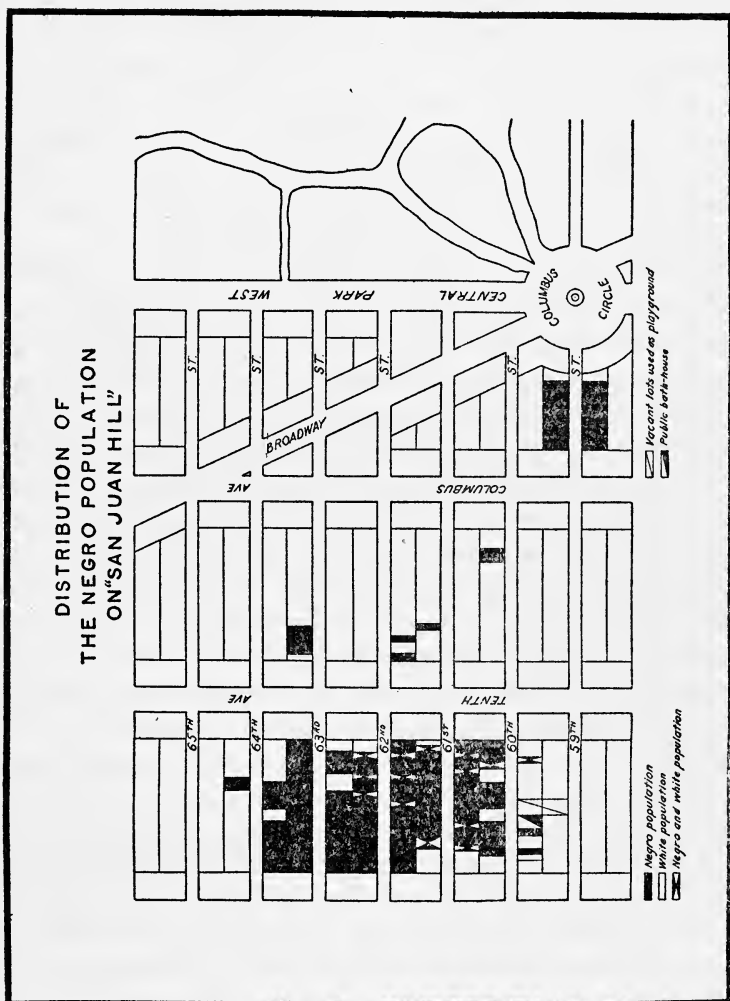 DISTRIBUTION OF
THE NEGRO POPULATION
ON "SAN JUAN HILL"
WEST
PARK
CENTRAL
COLUMBUS
CIRCLE
ST.
ST.
ST.
ST.
ST.
ST.
BROADWAY
AVE
COLUMBUS
AVE
TENTH
65TH
64TH
63RD
62ND
61ST
60TH
59TH
Vacant lots used as playground
Public bath-house
Negro population
White population
Negro and white population